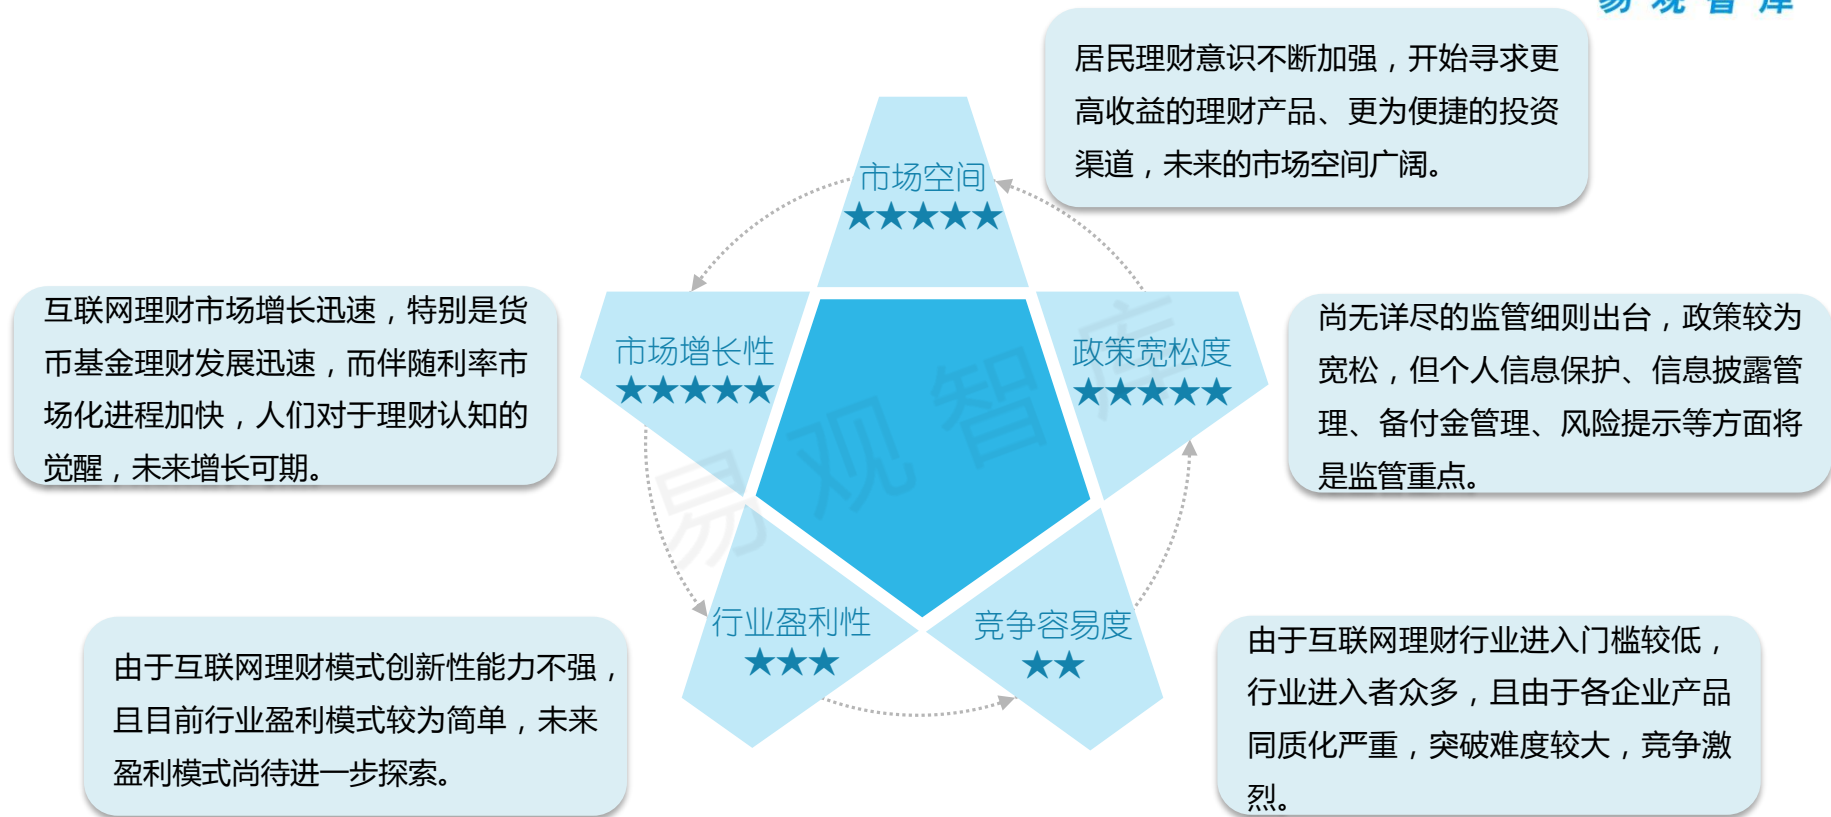 易观智库
居民理财意识不断加强，开始寻求更
高收益的理财产品、更为便捷的投资
渠道，未来的市场空间广阔。
市场空间
★★★★★
互联网理财市场增长迅速，特别是货
币基金理财发展迅速，而伴随利率市
场化进程加快，人们对于理财认知的
觉醒，未来增长可期。
市场增长性
★★★★★
政策宽松度
★★★★★
尚无详尽的监管细则出台，政策较为
宽松，但个人信息保护、信息披露管
理、备付金管理、风险提示等方面将
是监管重点。
易观智库
行业盈利性
★★★
竞争容易度
★★
由于互联网理财模式创新性能力不强，
且目前行业盈利模式较为简单，未来
盈利模式尚待进一步探索。
由于互联网理财行业进入门槛较低，
行业进入者众多，且由于各企业产品
同质化严重，突破难度较大，竞争激
烈。